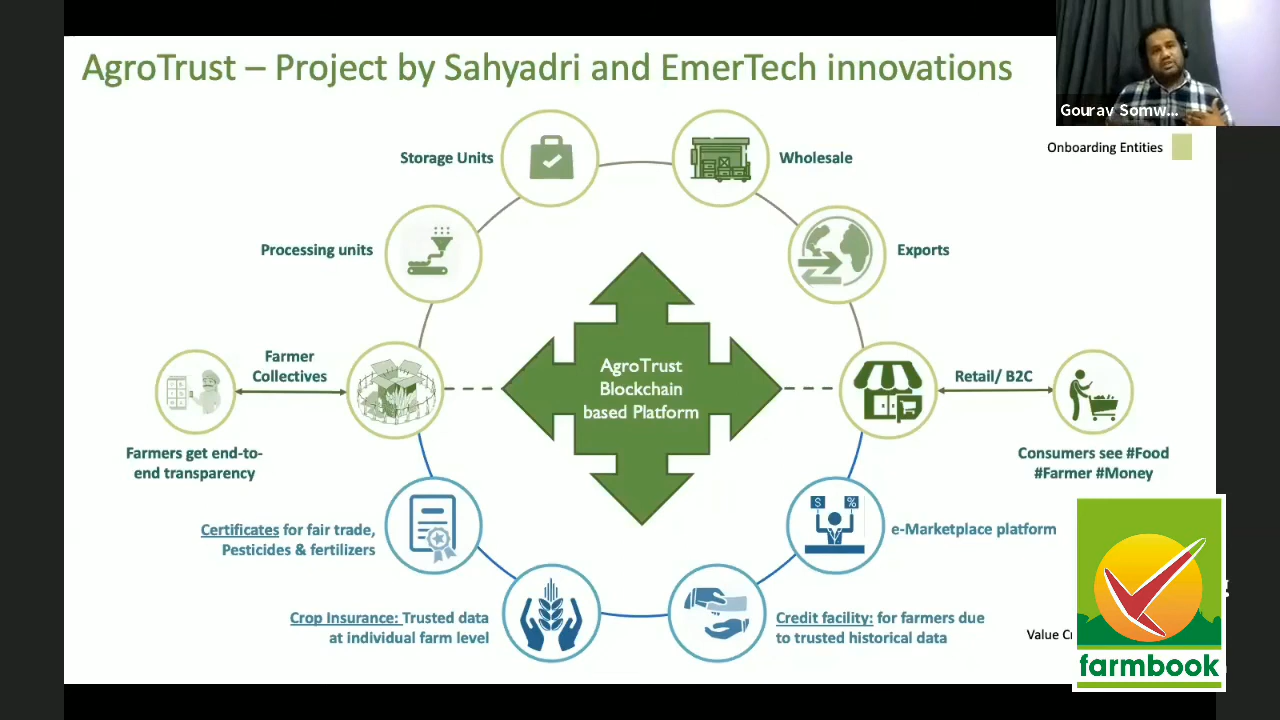 AgroTrust – Project by Sahyadri and EmerTech innovations
Gourav Somw...
Onboarding Entities
Storage Units
Wholesale
Processing units
Exports
Farmer
Collectives
AgroTrust
Blockchain
based Platform
Retail/ B2C
Farmers get end-to-
end transparency
Consumers see #Food
#Farmer #Money
Certificates for fair trade,
Pesticides & fertilizers
$ %
e-Marketplace platform
Crop Insurance: Trusted data
at individual farm level
Credit facility: for farmers due
to trusted historical data
Value
farmbook